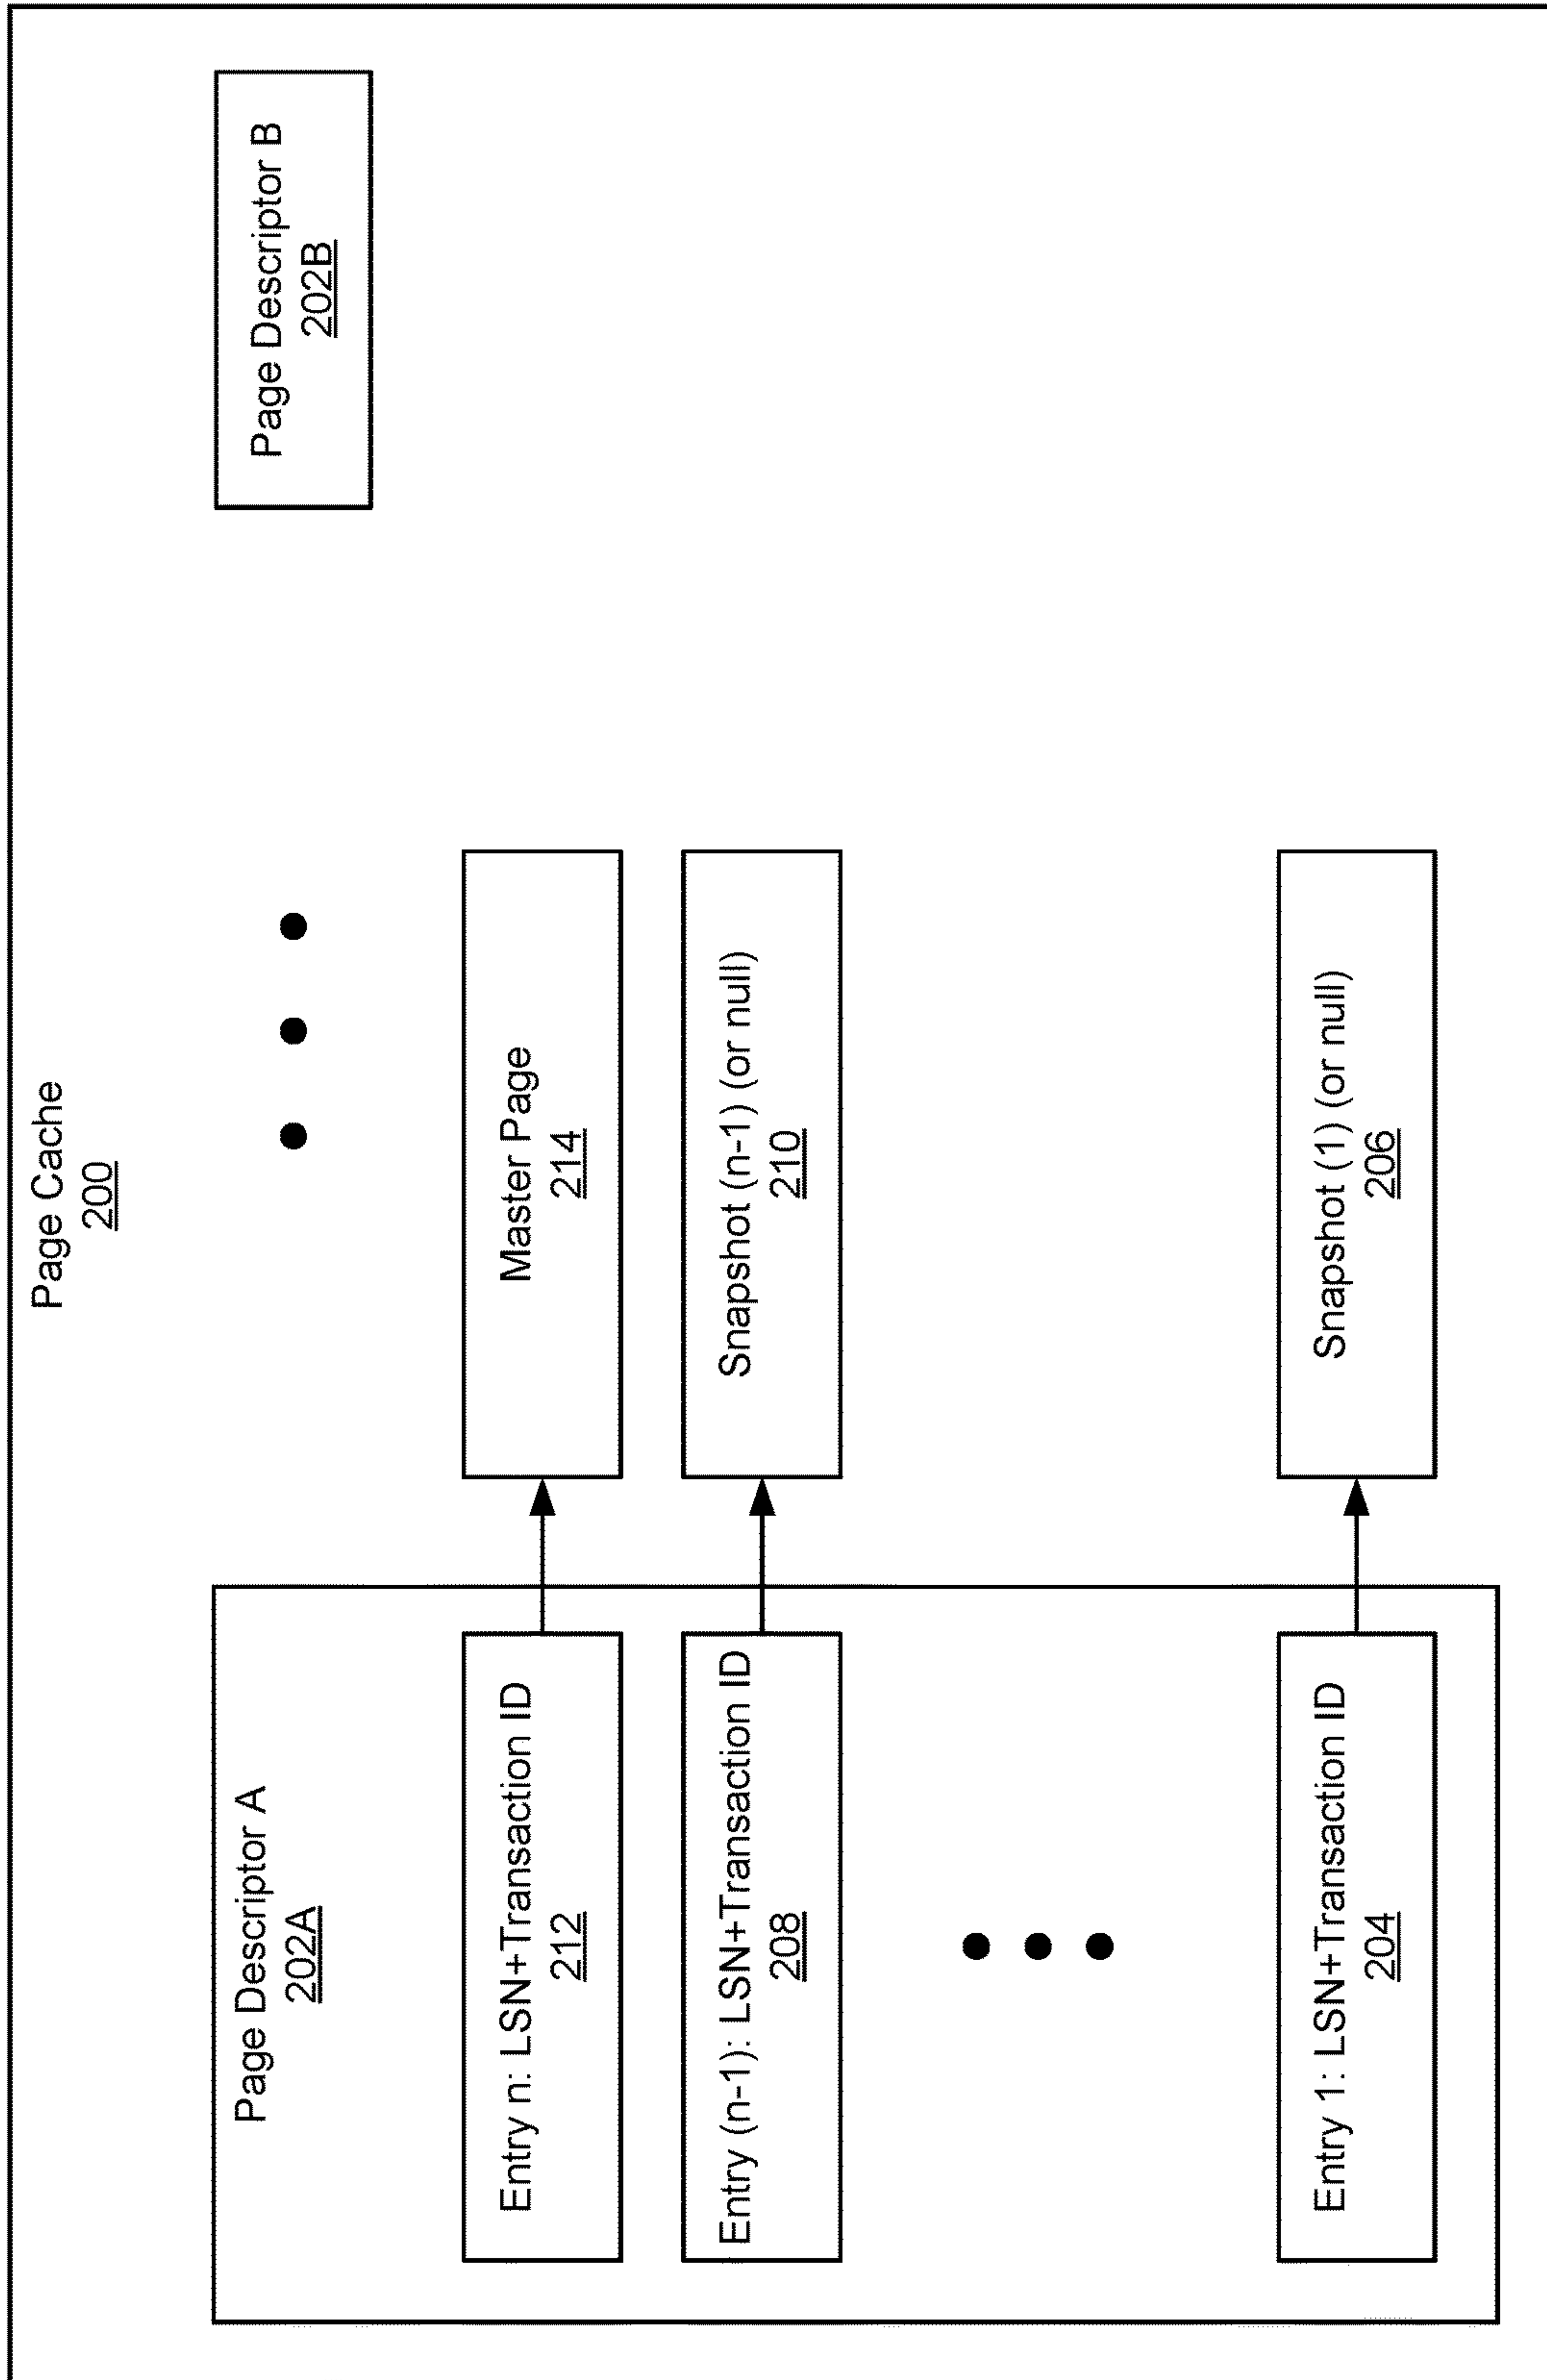 Page Cache
200
Page Descriptor A
202A
Page Descriptor B
202B
Entry n: LSN+Transaction ID
212
Master Page
214
Entry (n-1): LSN+Transaction ID
208
Snapshot (n-1) (or null)
210
Entry 1: LSN+Transaction ID
204
Snapshot (1) (or null)
206